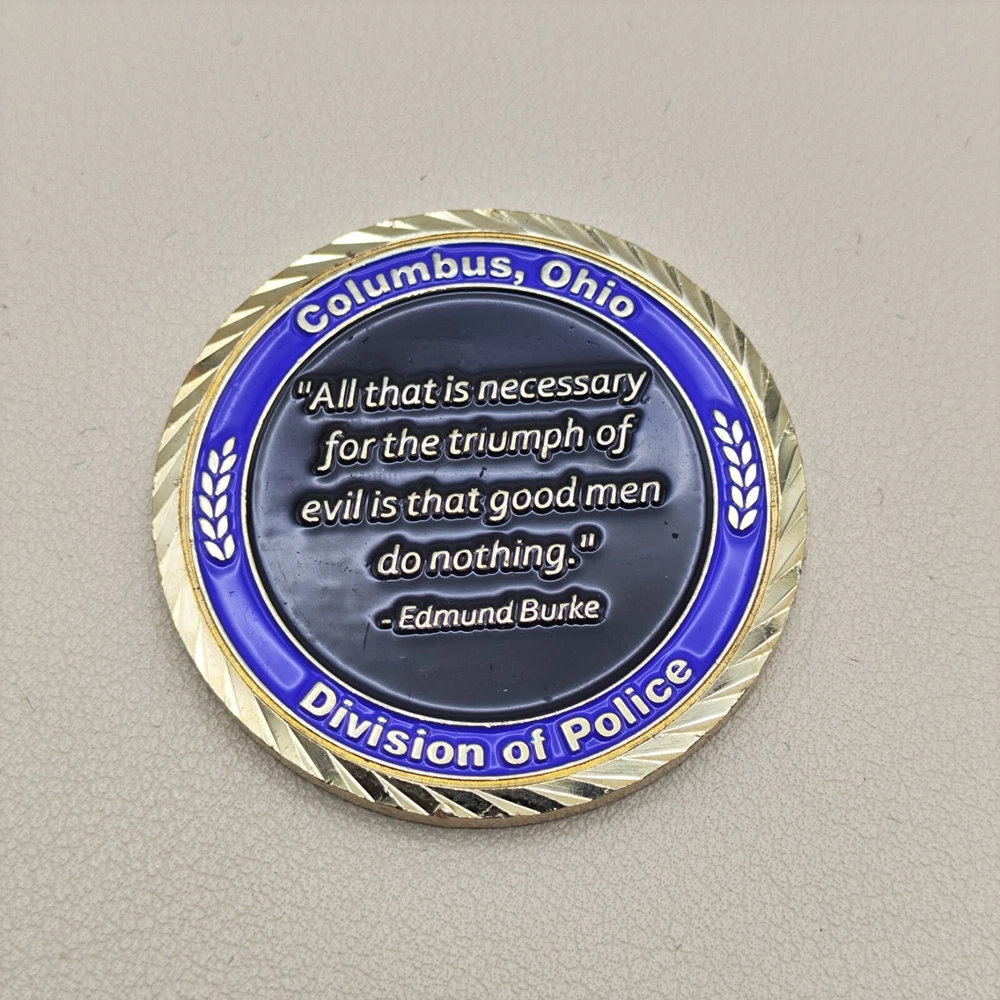 Columbus, Ohio
"All that is necessary
for the triumph of
evil is that good men
do nothing."
- Edmund Burke
Division of Police